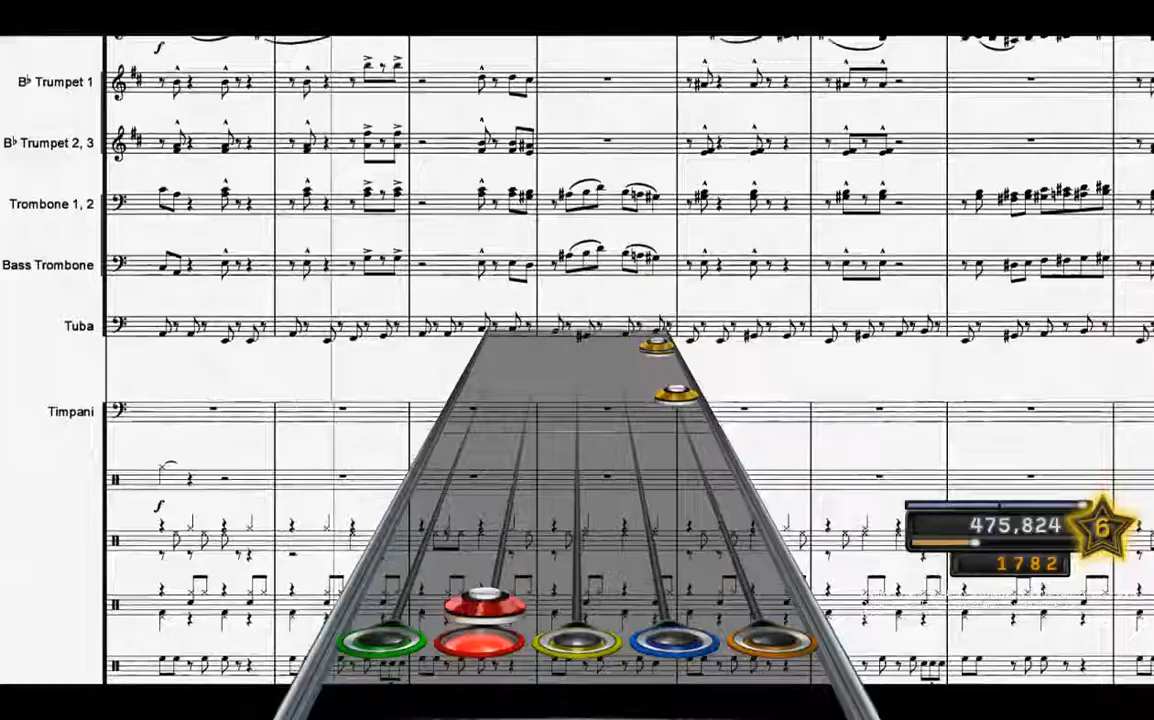 f
B♭ Trumpet 1
B♭ Trumpet 2, 3
Trombone 1, 2
Bass Trombone
Tuba
Timpani
f
475,824
6
1782